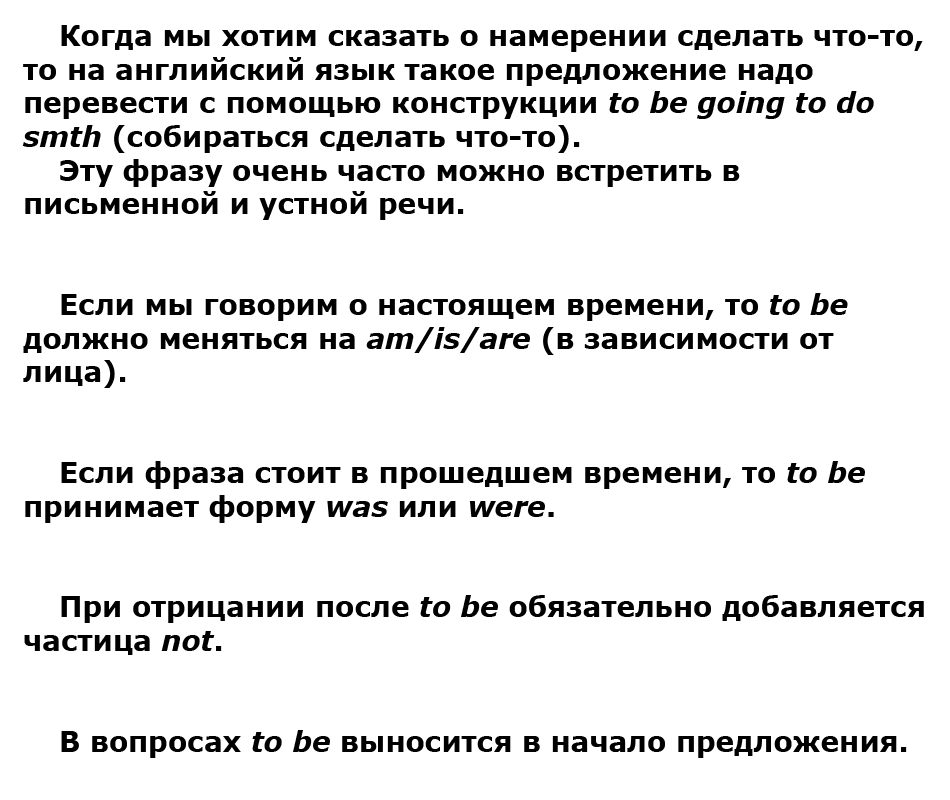 Когда мы хотим сказать о намерении сделать что-то,
то на английский язык такое предложение надо
перевести с помощью конструкции to be going to do
smth (собираться сделать что-то).
Эту фразу очень часто можно встретить в
письменной и устной речи.
Если мы говорим о настоящем времени, то to be
должно меняться на am/is/are (в зависимости от
лица).
Если фраза стоит в прошедшем времени, то to be
принимает форму was или were.
При отрицании после to be обязательно добавляется
частица not.
В вопросах to be выносится в начало предложения.